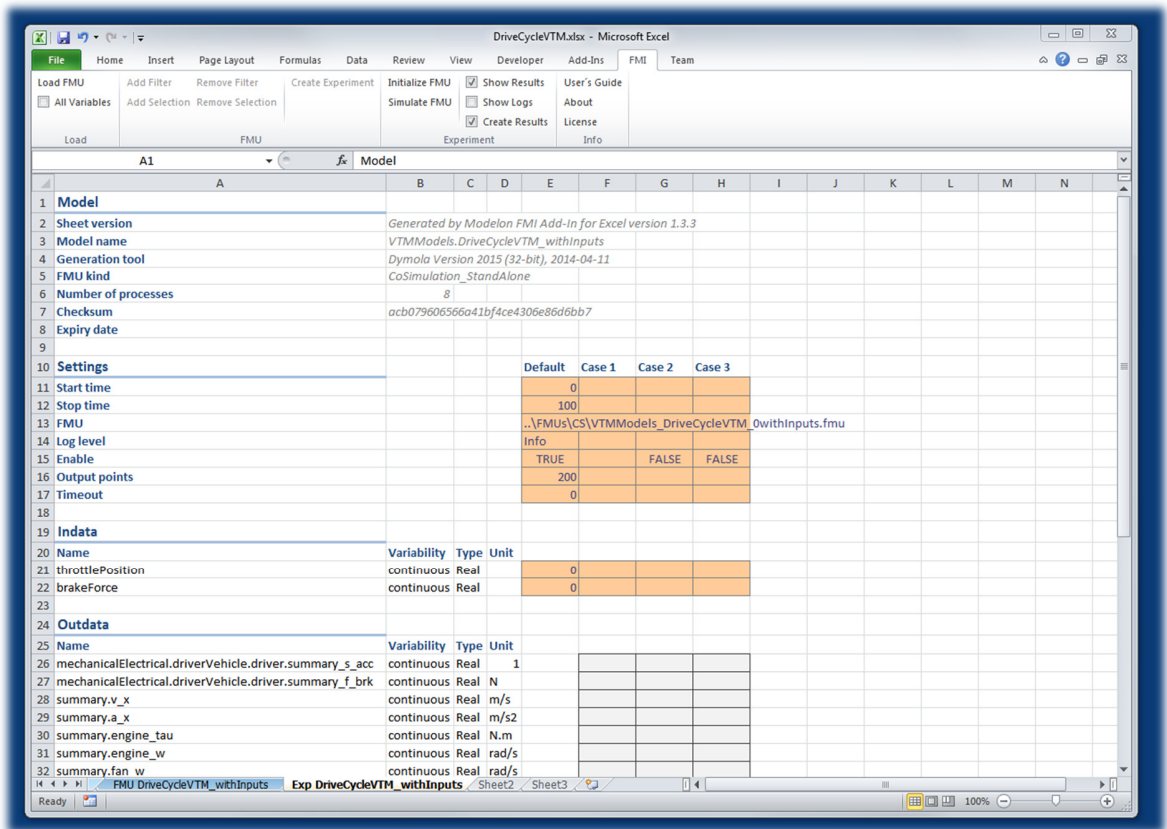 DriveCycleVTM.xlsx - Microsoft Excel
File Home Insert Page Layout Formulas Data Review View Developer Add-Ins FMI Team
Load FMU Add Filter Remove Filter Create Experiment Initialize FMU Show Results User's Guide
All Variables Add Selection Remove Selection Simulate FMU Show Logs About
Create Results License
Load FMU Experiment Info
A1 fx Model
A B C D E F G H I J K L M N
1 Model
2 Sheet version Generated by Modelon FMI Add-In for Excel version 1.3.3
3 Model name VTMModels.DriveCycleVTM_withInputs
4 Generation tool Dymola Version 2015 (32-bit), 2014-04-11
5 FMU kind CoSimulation_StandAlone
6 Number of processes 8
7 Checksum acb079606566a41bf4ce4306e86d6bb7
8 Expiry date
9
10 Settings Default Case 1 Case 2 Case 3
11 Start time 0
12 Stop time 100
13 FMU ..\FMUs\CS\VTMModels_DriveCycleVTM_0withInputs.fmu
14 Log level Info
15 Enable TRUE FALSE FALSE
16 Output points 200
17 Timeout 0
18
19 Indata
20 Name Variability Type Unit
21 throttlePosition continuous Real 0
22 brakeForce continuous Real 0
23
24 Outdata
25 Name Variability Type Unit
26 mechanicalElectrical.driverVehicle.driver.summary_s_acc continuous Real 1
27 mechanicalElectrical.driverVehicle.driver.summary_f_brk continuous Real N
28 summary.v_x continuous Real m/s
29 summary.a_x continuous Real m/s2
30 summary.engine_tau continuous Real N.m
31 summary.engine_w continuous Real rad/s
32 summary.fan_w continuous Real rad/s
FMU DriveCycleVTM_withInputs Exp DriveCycleVTM_withInputs Sheet2 Sheet3
Ready 100%